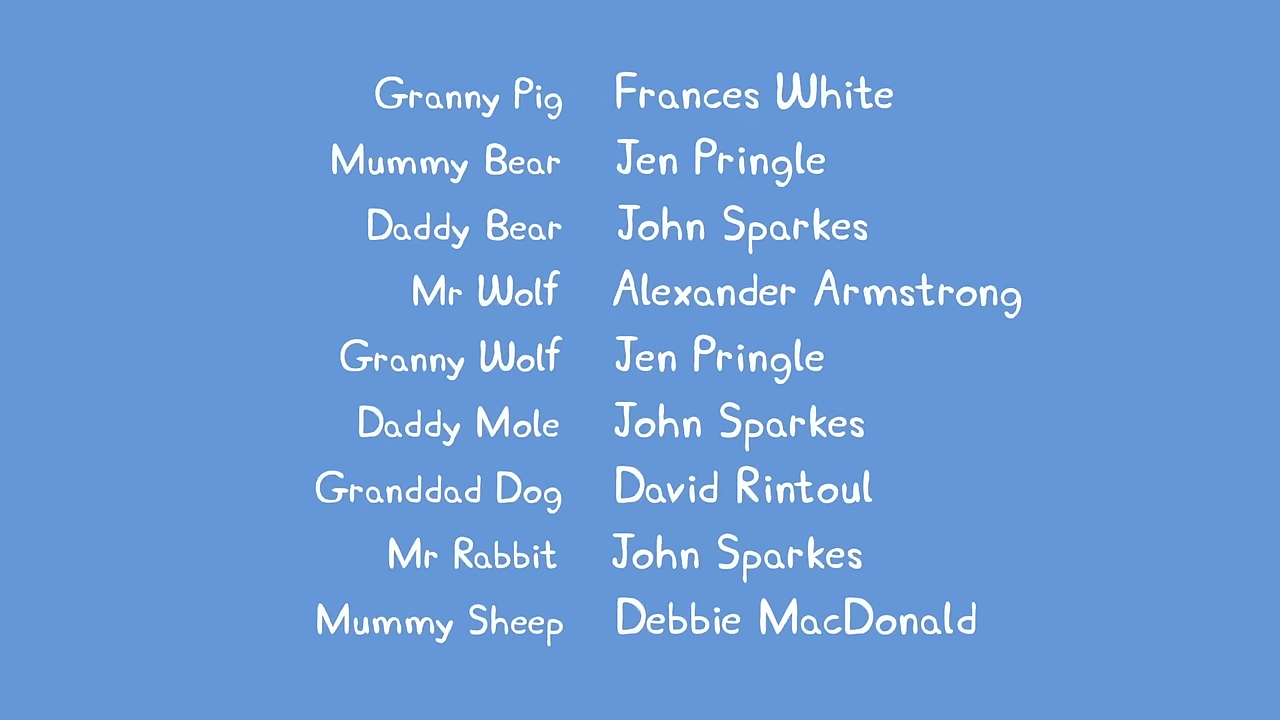 Granny Pig Frances White
Mummy Bear Jen Pringle
Daddy Bear John Sparkes
Mr Wolf Alexander Armstrong
Granny Wolf Jen Pringle
Daddy Mole John Sparkes
Granddad Dog David Rintoul
Mr Rabbit John Sparkes
Mummy Sheep Debbie MacDonald